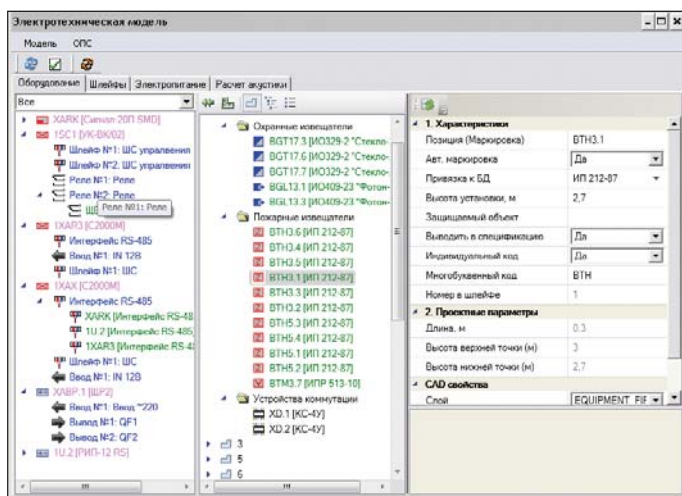 Электротехническая модель
Модель ОПС
Оборудование Шлейфы Электропитание Расчет акустики
Все
XARK [Сигнал 20П SMD]
1SC1 [УК-ВК/02]
Шлейф №1: ШС управления
Шлейф №2: ШС управления
Реле №1: Реле
Реле №2: Реле
Реле №1: Реле
1XAR3 [С2000М]
Интерфейс RS-485
Ввод №1: IN 12В
Шлейф №1: ШС
1XAX [С2000М]
Интерфейс RS-485
XARK [Интерфейс RS-48
1U.2 [Интерфейс RS-485
1XAR3 [Интерфейс RS-4
Шлейф №1: ШС
Ввод №1: IN 12В
XABP.1 [ЩР2]
Ввод №1: Ввод ~220
Вывод №1: QF1
Вывод №2: QF2
1U.2 [РИП-12 RS]
Охранные извещатели
BGT17.3 [ИО329-2 "Стекло-
BGT17.2 [ИО329-2 "Стекло-
BGT17.1 [ИО329-2 "Стекло-
BGL13.1 [ИО409-23 "Фотон-
BGL13.3 [ИО409-23 "Фотон-
Пожарные извещатели
BTH3.6 [ИП 212-87]
BTH3.4 [ИП 212-87]
BTH3.5 [ИП 212-87]
BTH3.1 [ИП 212-87]
BTH3.3 [ИП 212-87]
BTH3.2 [ИП 212-87]
BTH5.3 [ИП 212-87]
BTH5.4 [ИП 212-87]
BTH5.1 [ИП 212-87]
BTH5.2 [ИП 212-87]
BTM3.7 [ИПР 513-10]
Устройства коммутации
XD.1 [КС-4У]
XD.2 [КС-4У]
3
5
6
1. Характеристики
Позиция (Маркировка) BTH3.1
Авт. маркировка Да
Привязка к БД ИП 212-87
Высота установки, м 2,7
Защищаемый объект
Выводить в спецификацию Да
Индивидуальный код Да
Многобуквенный код BTH
Номер в шлейфе 1
2. Проектные параметры
Длина, м 0.3
Высота верхней точки (м) 3
Высота нижней точки (м) 2,7
CAD свойства
Слой EQUIPMENT_FIF